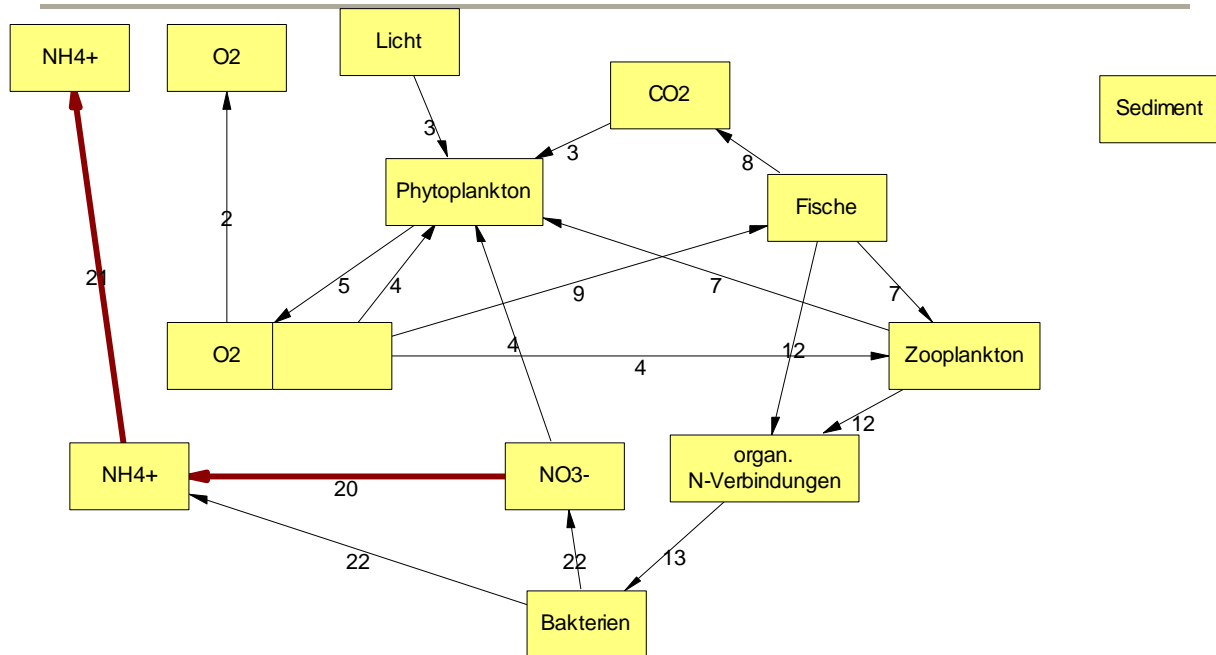 NH4+
O2
Licht
CO2
Sediment
3
3
8
Phytoplankton
Fische
2
21
5
4
9
7
7
O2
4
4
12
Zooplankton
12
NH4+
20
NO3-
organ.
N-Verbindungen
22
22
13
Bakterien